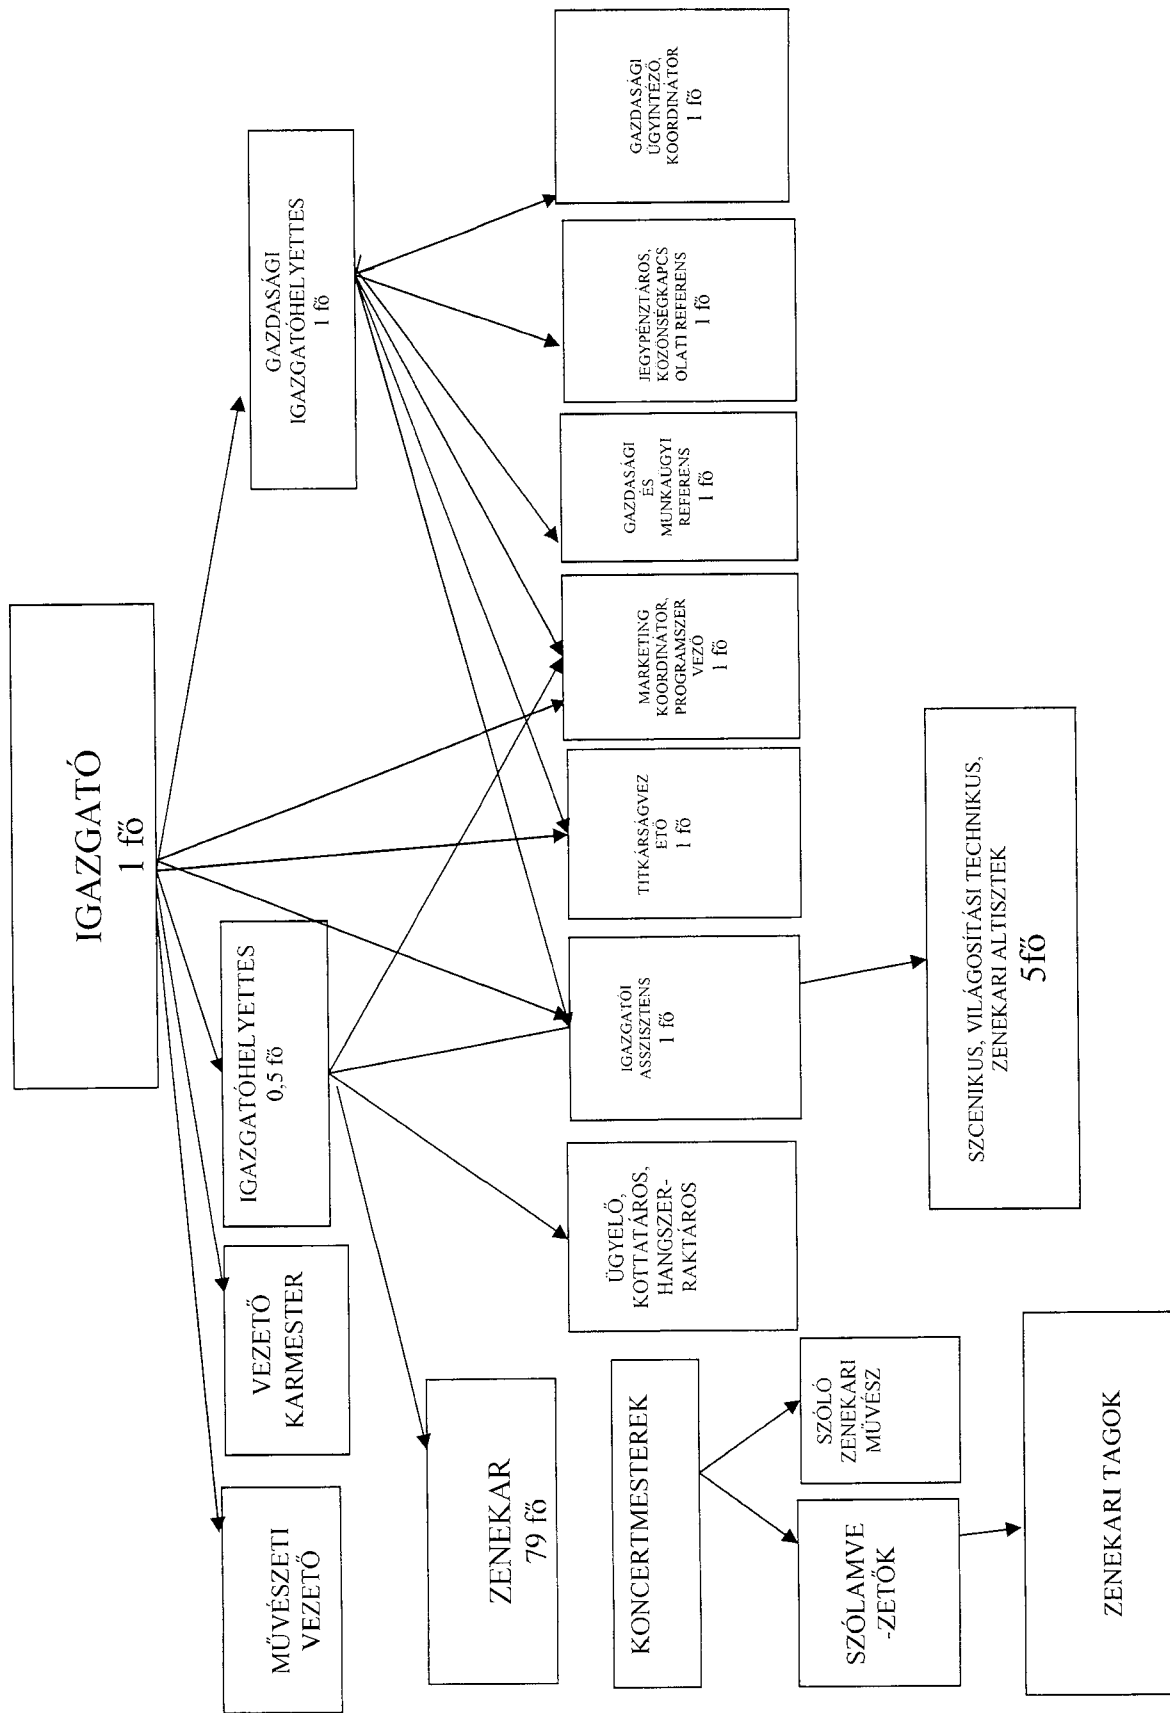 IGAZGATÓ
1 fő
MŰVÉSZETI
VEZETŐ
VEZETŐ
KARMESTER
IGAZGATÓHELYETTES
0,5 fő
GAZDASÁGI
IGAZGATÓHELYETTES
1 fő
ZENEKAR
79 fő
ÜGYELŐ,
KOTTATÁROS,
HANGSZER-
RAKTÁROS
IGAZGATÓI
ASSZISZTENS
1 fő
TITKÁRSÁGVEZ
ETŐ
1 fő
MARKETING
KOORDINÁTOR,
PROGRAMSZER
VEZŐ
1 fő
GAZDASÁGI
ÉS
MUNKAÜGYI
REFERENS
1 fő
JEGYPÉNZTÁROS,
KÖZÖNSÉGKAPCS
OLATI REFERENS
1 fő
GAZDASÁGI
ÜGYINTÉZŐ,
KOORDINÁTOR
1 fő
KONCERTMESTEREK
SZÓLAMVE
-ZETŐK
SZÓLÓ
ZENEKARI
MŰVÉSZ
SZCENIKUS, VILÁGOSÍTÁSI TECHNIKUS,
ZENEKARI ALTISZTEK
5fő
ZENEKARI TAGOK